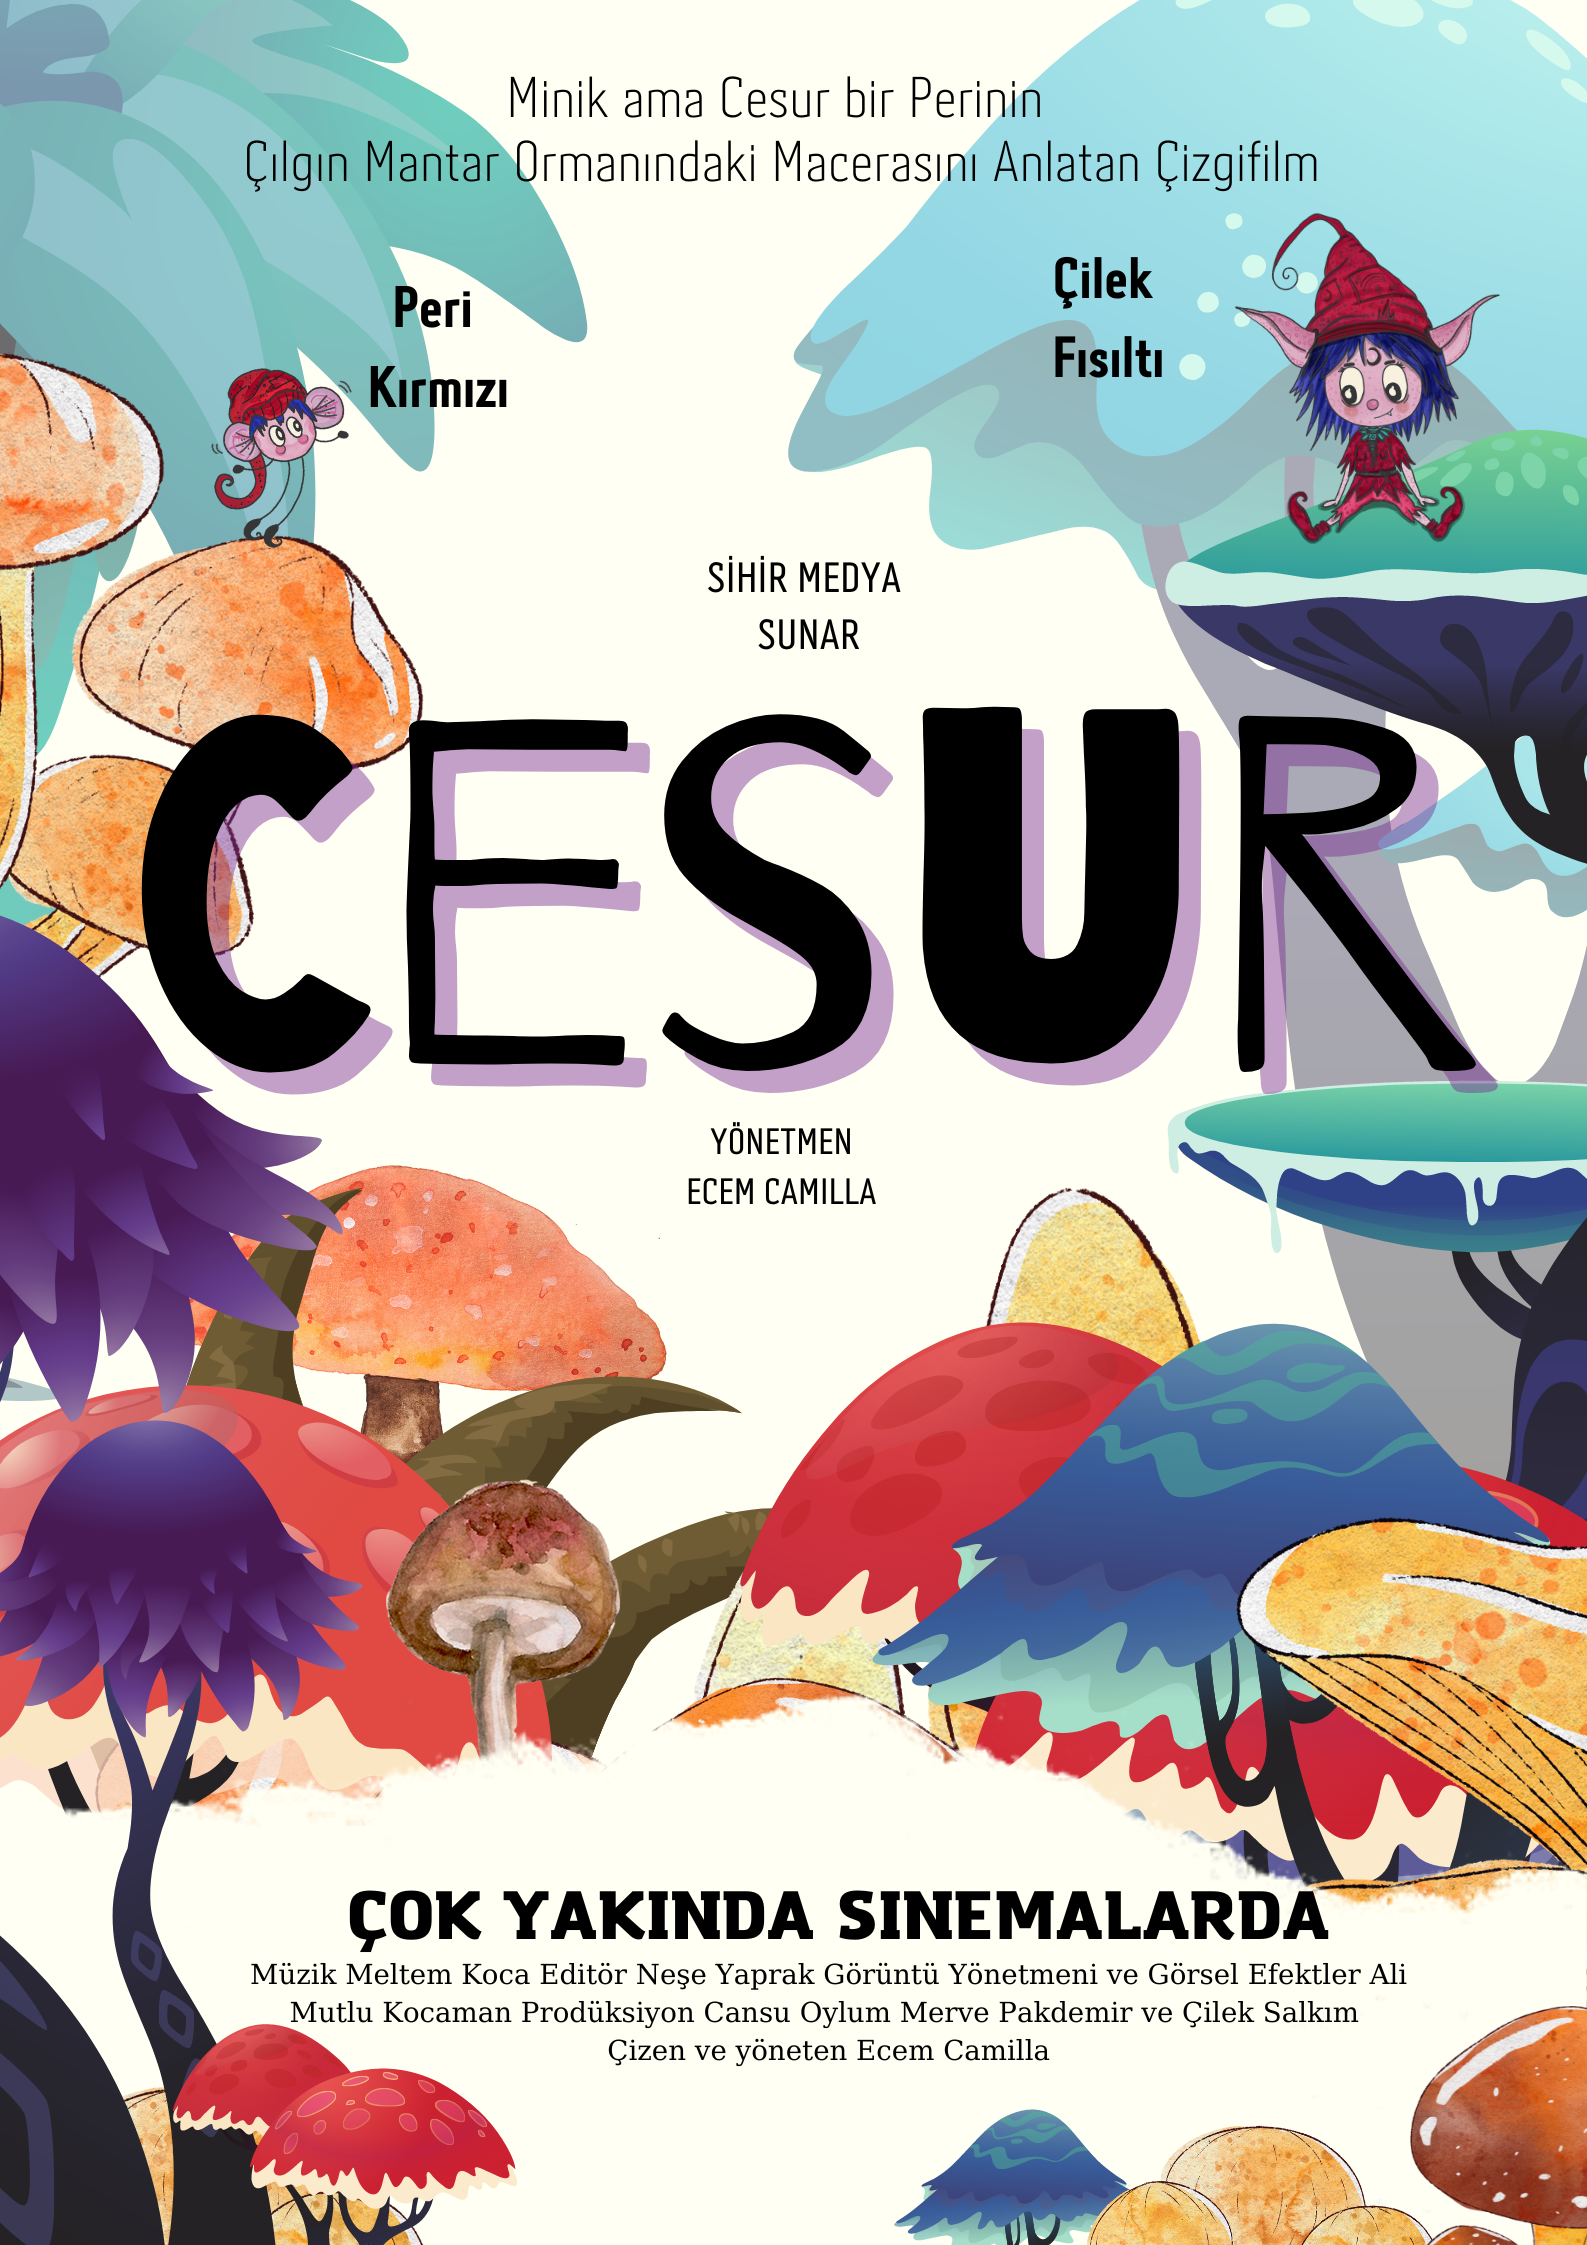 Minik ama Cesur bir Perinin
Çılgın Mantar Ormanındaki Macerasını Anlatan Çizgifilm
Peri
Kırmızı
Çilek
Fısıltı
SİHİR MEDYA
SUNAR
CESUR
YÖNETMEN
ECEM CAMILLA
ÇOK YAKINDA SINEMALARDA
Müzik Meltem Koca Editör Neşe Yaprak Görüntü Yönetmeni ve Görsel Efektler Ali
Mutlu Kocaman Prodüksiyon Cansu Oylum Merve Pakdemir ve Çilek Salkım
Çizen ve yöneten Ecem Camilla